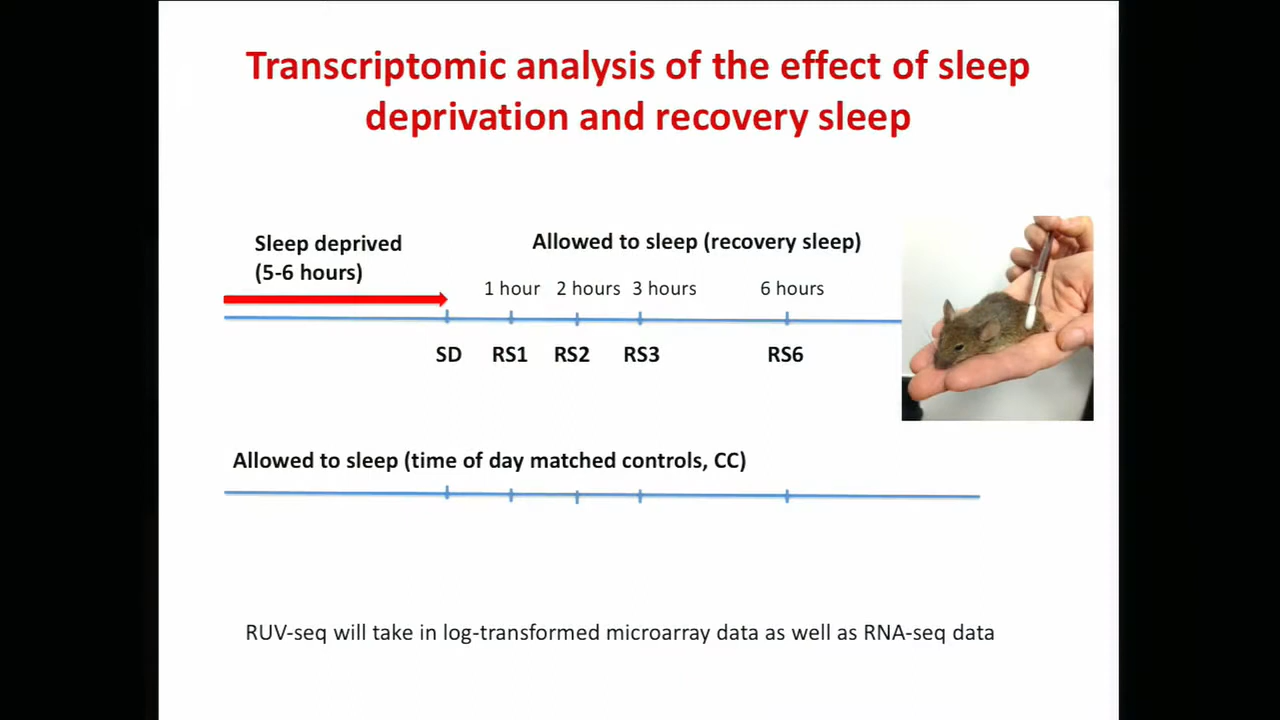 Transcriptomic analysis of the effect of sleep
deprivation and recovery sleep
Sleep deprived
(5-6 hours)
Allowed to sleep (recovery sleep)
1 hour 2 hours 3 hours 6 hours
SD RS1 RS2 RS3 RS6
Allowed to sleep (time of day matched controls, CC)
RUV-seq will take in log-transformed microarray data as well as RNA-seq data